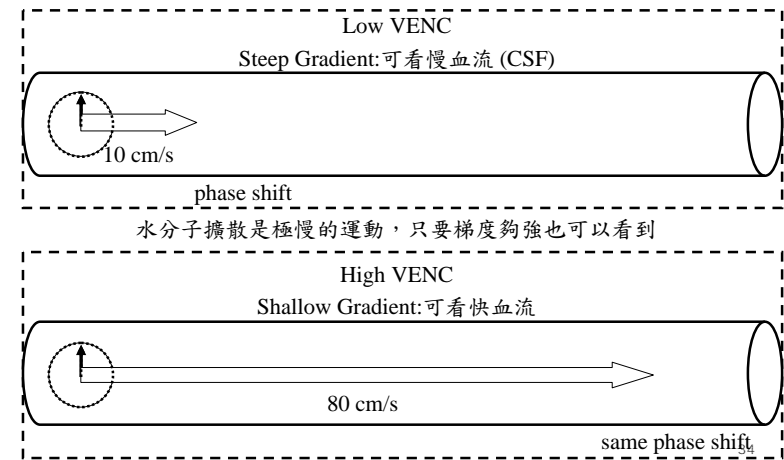 Low VENC
Steep Gradient:可看慢血流 (CSF)
10 cm/s
phase shift
水分子擴散是極慢的運動，只要梯度夠強也可以看到
High VENC
Shallow Gradient:可看快血流
80 cm/s
same phase shift
34